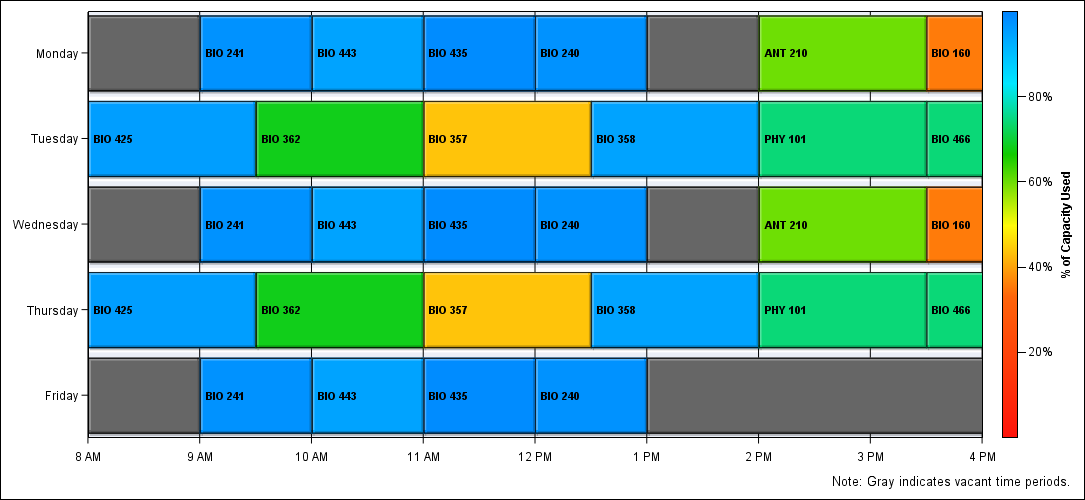 Monday
BIO 241
BIO 443
BIO 435
BIO 240
ANT 210
BIO 160
Tuesday
BIO 425
BIO 362
BIO 357
BIO 358
PHY 101
BIO 466
Wednesday
BIO 241
BIO 443
BIO 435
BIO 240
ANT 210
BIO 160
Thursday
BIO 425
BIO 362
BIO 357
BIO 358
PHY 101
BIO 466
Friday
BIO 241
BIO 443
BIO 435
BIO 240
8 AM
9 AM
10 AM
11 AM
12 PM
1 PM
2 PM
3 PM
4 PM
80%
60%
40%
20%
% of Capacity Used
Note: Gray indicates vacant time periods.